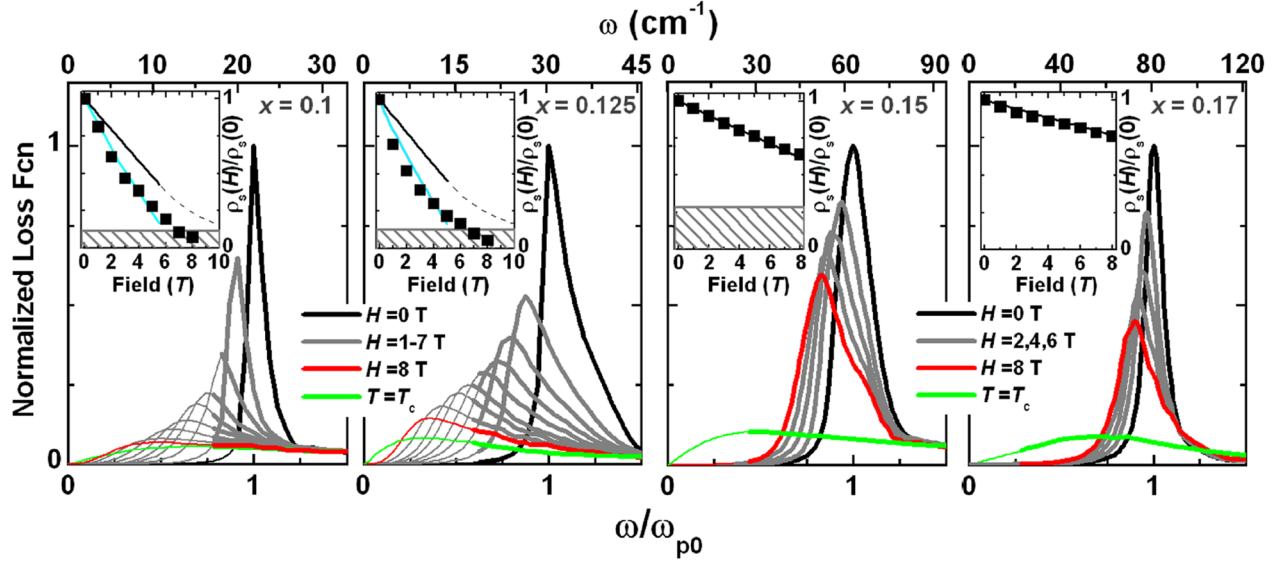 ω (cm⁻¹)
0 10 20 30
0 15 30 45
0 30 60 90
0 40 80 120
Normalized Loss Fcn
1
0
x = 0.1
1
0
ρs(H)/ρs(0)
0 2 4 6 8 10
Field (T)
x = 0.125
1
0
ρs(H)/ρs(0)
0 2 4 6 8 10
Field (T)
x = 0.15
1
0
ρs(H)/ρs(0)
0 2 4 6 8
Field (T)
x = 0.17
1
0
ρs(H)/ρs(0)
0 2 4 6 8
Field (T)
H =0 T
H =1-7 T
H =8 T
T=Tc
H =0 T
H =2,4,6 T
H =8 T
T=Tc
0 1
0 1
0 1
0 1
ω/ωp0